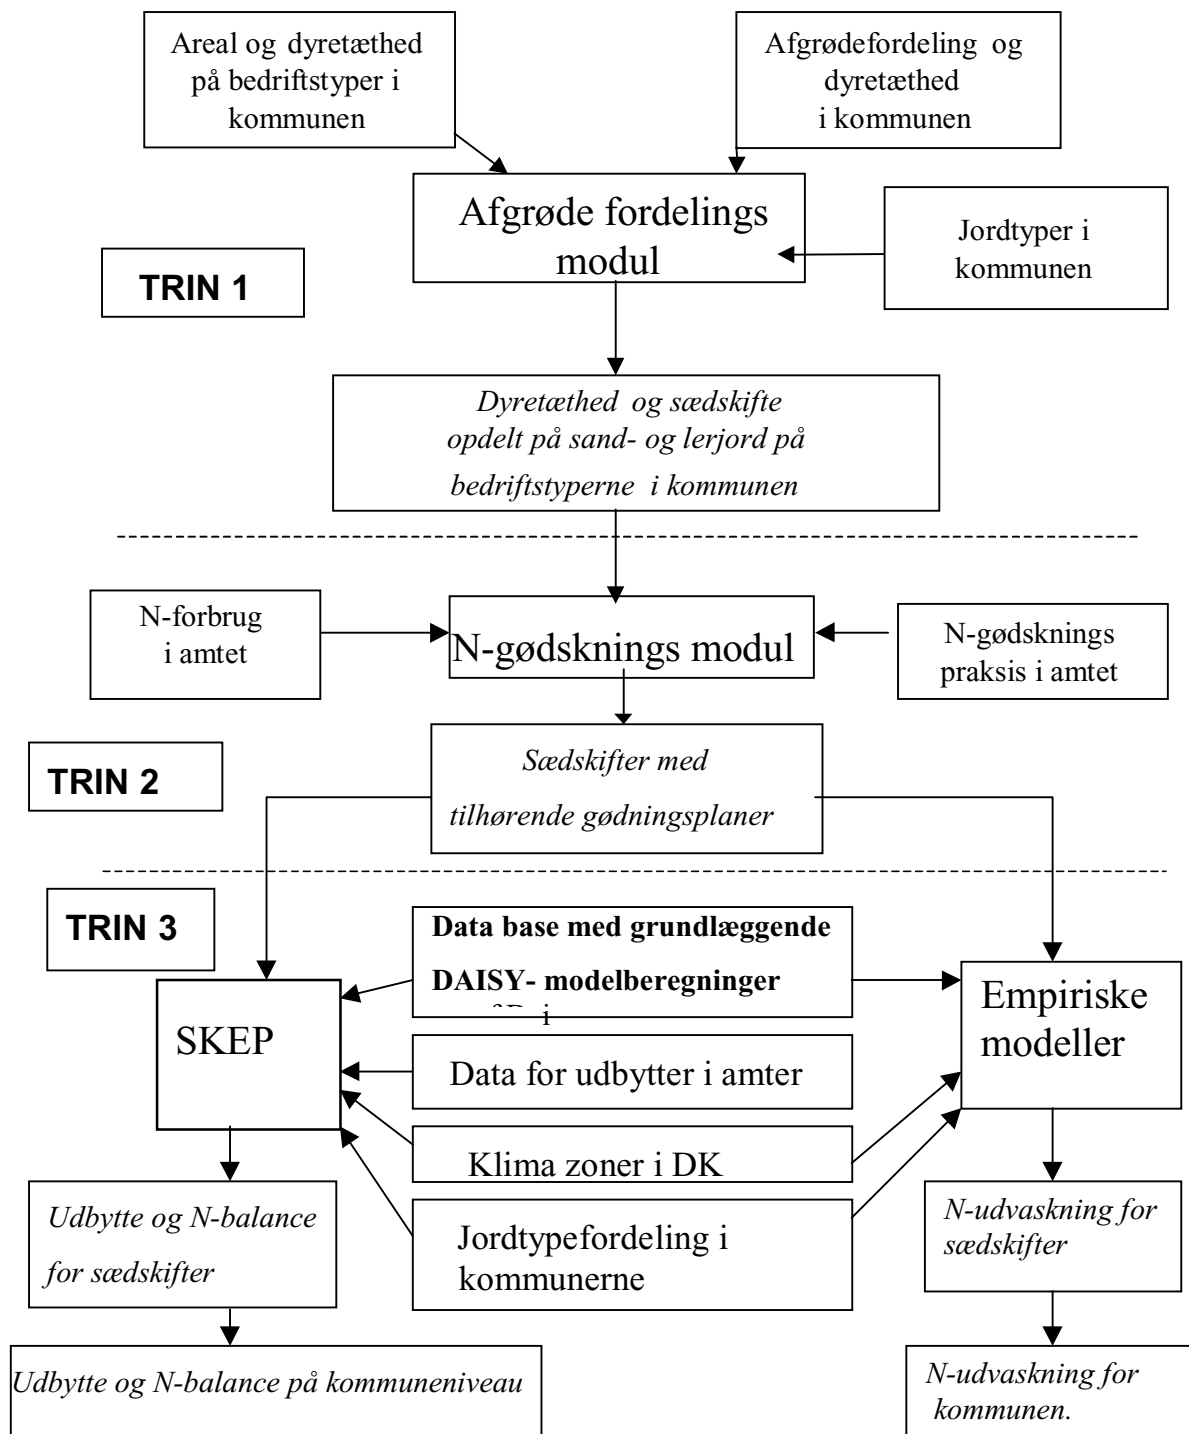 Areal og dyretæthed
på bedriftstyper i
kommunen
Afgrødefordeling og
dyretæthed
i kommunen
Afgrøde fordelings
modul
Jordtyper i
kommunen
TRIN 1
Dyretæthed og sædskifte
opdelt på sand- og lerjord på
bedriftstyperne i kommunen
N-forbrug
i amtet
N-gødsknings modul
N-gødsknings
praksis i amtet
TRIN 2
Sædskifter med
tilhørende gødningsplaner
TRIN 3
Data base med grundlæggende
DAISY- modelberegninger
SKEP
Empiriske
modeller
Data for udbytter i amter
Klima zoner i DK
Jordtypefordeling i
kommunerne
Udbytte og N-balance
for sædskifter
N-udvaskning for
sædskifter
Udbytte og N-balance på kommuneniveau
N-udvaskning for
kommunen.